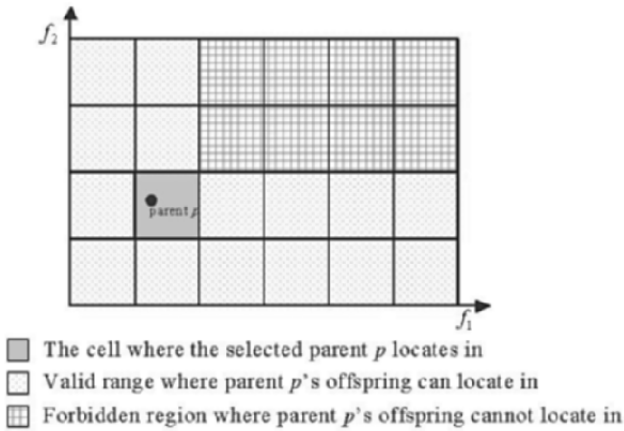 f2
parent p
f1
The cell where the selected parent p locates in
Valid range where parent p's offspring can locate in
Forbidden region where parent p's offspring cannot locate in